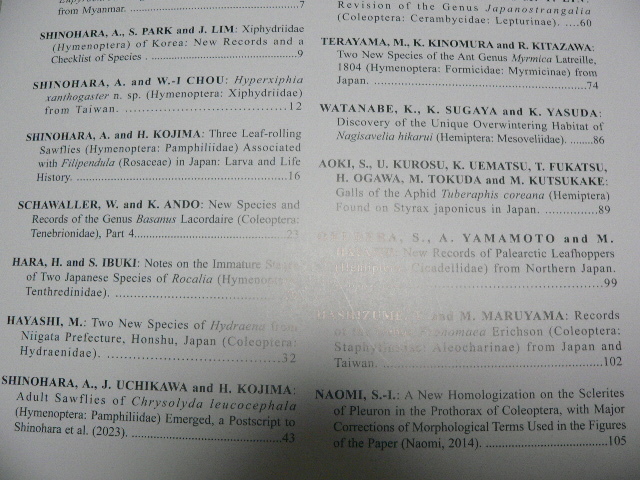 from Myanmar. ........................................7
SHINOHARA, A., S. PARK and J. LIM: Xiphydriidae
(Hymenoptera) of Korea: New Records and a
Checklist of Species . ...............................9
SHINOHARA, A. and W.-I CHOU: Hyperxiphia
xanthogaster n. sp. (Hymenoptera: Xiphydriidae)
from Taiwan. ........................................12
SHINOHARA, A. and H. KOJIMA: Three Leaf-rolling
Sawflies (Hymenoptera: Pamphiliidae) Associated
with Filipendula (Rosaceae) in Japan: Larva and Life
History. ...............................................16
SCHAWALLER, W. and K. ANDO: New Species and
Records of the Genus Basanus Lacordaire (Coleoptera:
Tenebrionidae), Part 4. ...............................23
HARA, H. and S. IBUKI: Notes on the Immature
of Two Japanese Species of Rocalia
Tenthredinidae). ........................................
HAYASHI, M.: Two New Species of Hydraena from
Niigata Prefecture, Honshu, Japan (Coleoptera:
Hydraenidae). ........................................32
SHINOHARA, A., J. UCHIKAWA and H. KOJIMA:
Adult Sawflies of Chrysolyda leucocephala
(Hymenoptera: Pamphiliidae) Emerged, a Postscript to
Shinohara et al. (2023). ...............................43
Revision of the Genus Japanostrangalia
(Coleoptera: Cerambycidae: Lepturinae). ....60
TERAYAMA, M., K. KINOMURA and R. KITAZAWA:
Two New Species of the Ant Genus Myrmica Latreille,
1804 (Hymenoptera: Formicidae: Myrmicinae) from
Japan. ........................................74
WATANABE, K., K. SUGAYA and K. YASUDA:
Discovery of the Unique Overwintering Habitat of
Nagisavelia hikarui (Hemiptera: Mesoveliidae). ........86
AOKI, S., U. KUROSU, K. UEMATSU, T. FUKATSU,
H. OGAWA, M. TOKUDA and M. KUTSUKAKE:
Galls of the Aphid Tuberaphis coreana (Hemiptera)
Found on Styrax japonicus in Japan. ...............89
S., A. YAMAMOTO and M.
New Records of Palearctic Leafhoppers
Cicadellidae) from Northern Japan.
........................................99
and M. MARUYAMA: Records
of the Erichson (Coleoptera:
Aleocharinae) from Japan and
Taiwan. ........................................102
NAOMI, S.-I.: A New Homologization on the Sclerites
of Pleuron in the Prothorax of Coleoptera, with Major
Corrections of Morphological Terms Used in the Figures
of the Paper (Naomi, 2014). ...............................105